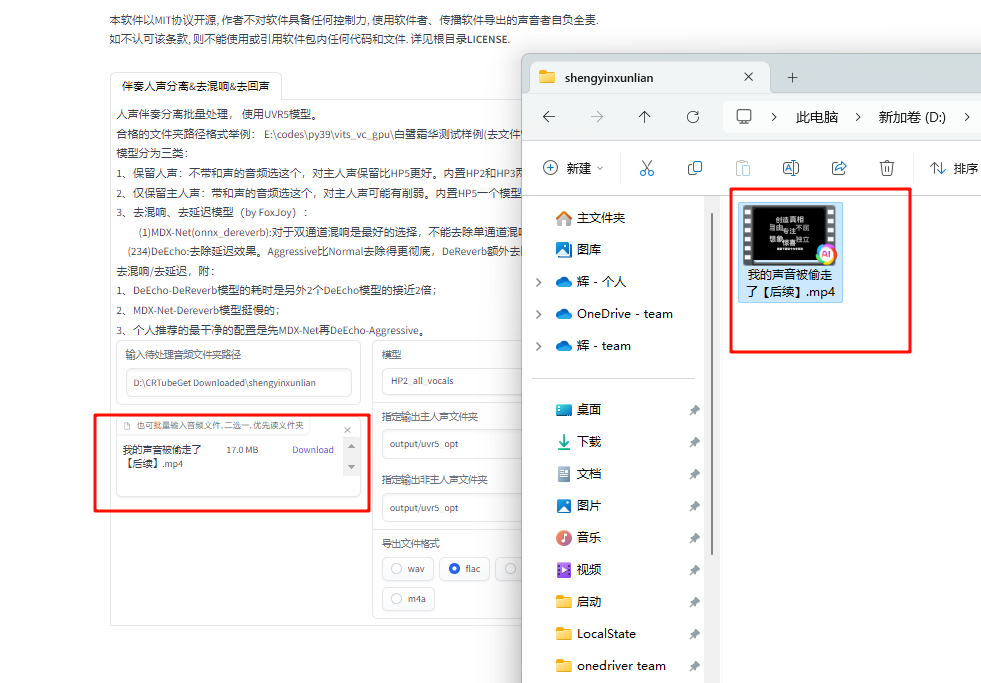 本软件以MIT协议开源, 作者不对软件具备任何控制力, 使用软件者、传播软件导出的声音者自负全责.
如不认可该条款, 则不能使用或引用软件包内任何代码和文件. 详见根目录LICENSE.
伴奏人声分离&去混响&去回声
人声伴奏分离批量处理， 使用UVR5模型。
合格的文件夹路径格式举例： E:\codes\py39\vits_vc_gpu\白鹭霜华测试样例(去文件
模型分为三类：
1、保留人声：不带和声的音频选这个，对主人声保留比HP5更好。内置HP2和HP3两
2、仅保留主人声：带和声的音频选这个，对主人声可能有削弱。内置HP5一个模型
3、去混响、去延迟模型（by FoxJoy）：
(1)MDX-Net(onnx_dereverb):对于双通道混响是最好的选择，不能去除单通道混响
(234)DeEcho:去除延迟效果。Aggressive比Normal去除得更彻底，DeReverb额外去
去混响/去延迟，附：
1、DeEcho-DeReverb模型的耗时是另外2个DeEcho模型的接近2倍；
2、MDX-Net-Dereverb模型挺慢的；
3、个人推荐的最干净的配置是先MDX-Net再DeEcho-Aggressive。
输入待处理音频文件夹路径
D:\CRTubeGet Downloaded\shengyinxunlian
也可批量输入音频文件, 二选一, 优先读文件夹
我的声音被偷走了
【后续】.mp4
17.0 MB
Download
模型
HP2_all_vocals
指定输出主人声文件夹
output/uvr5_opt
指定输出非主人声文件夹
output/uvr5_opt
导出文件格式
wav
flac
m4a
shengyinxunlian
此电脑
新加卷 (D:)
新建
排序
主文件夹
图库
辉 - 个人
OneDrive - team
辉 - team
桌面
下载
文档
图片
音乐
视频
启动
LocalState
onedriver team
创造真相
自由 专注 不屈
想象 惊喜 独立
AI
我的声音被偷走
了【后续】.mp4